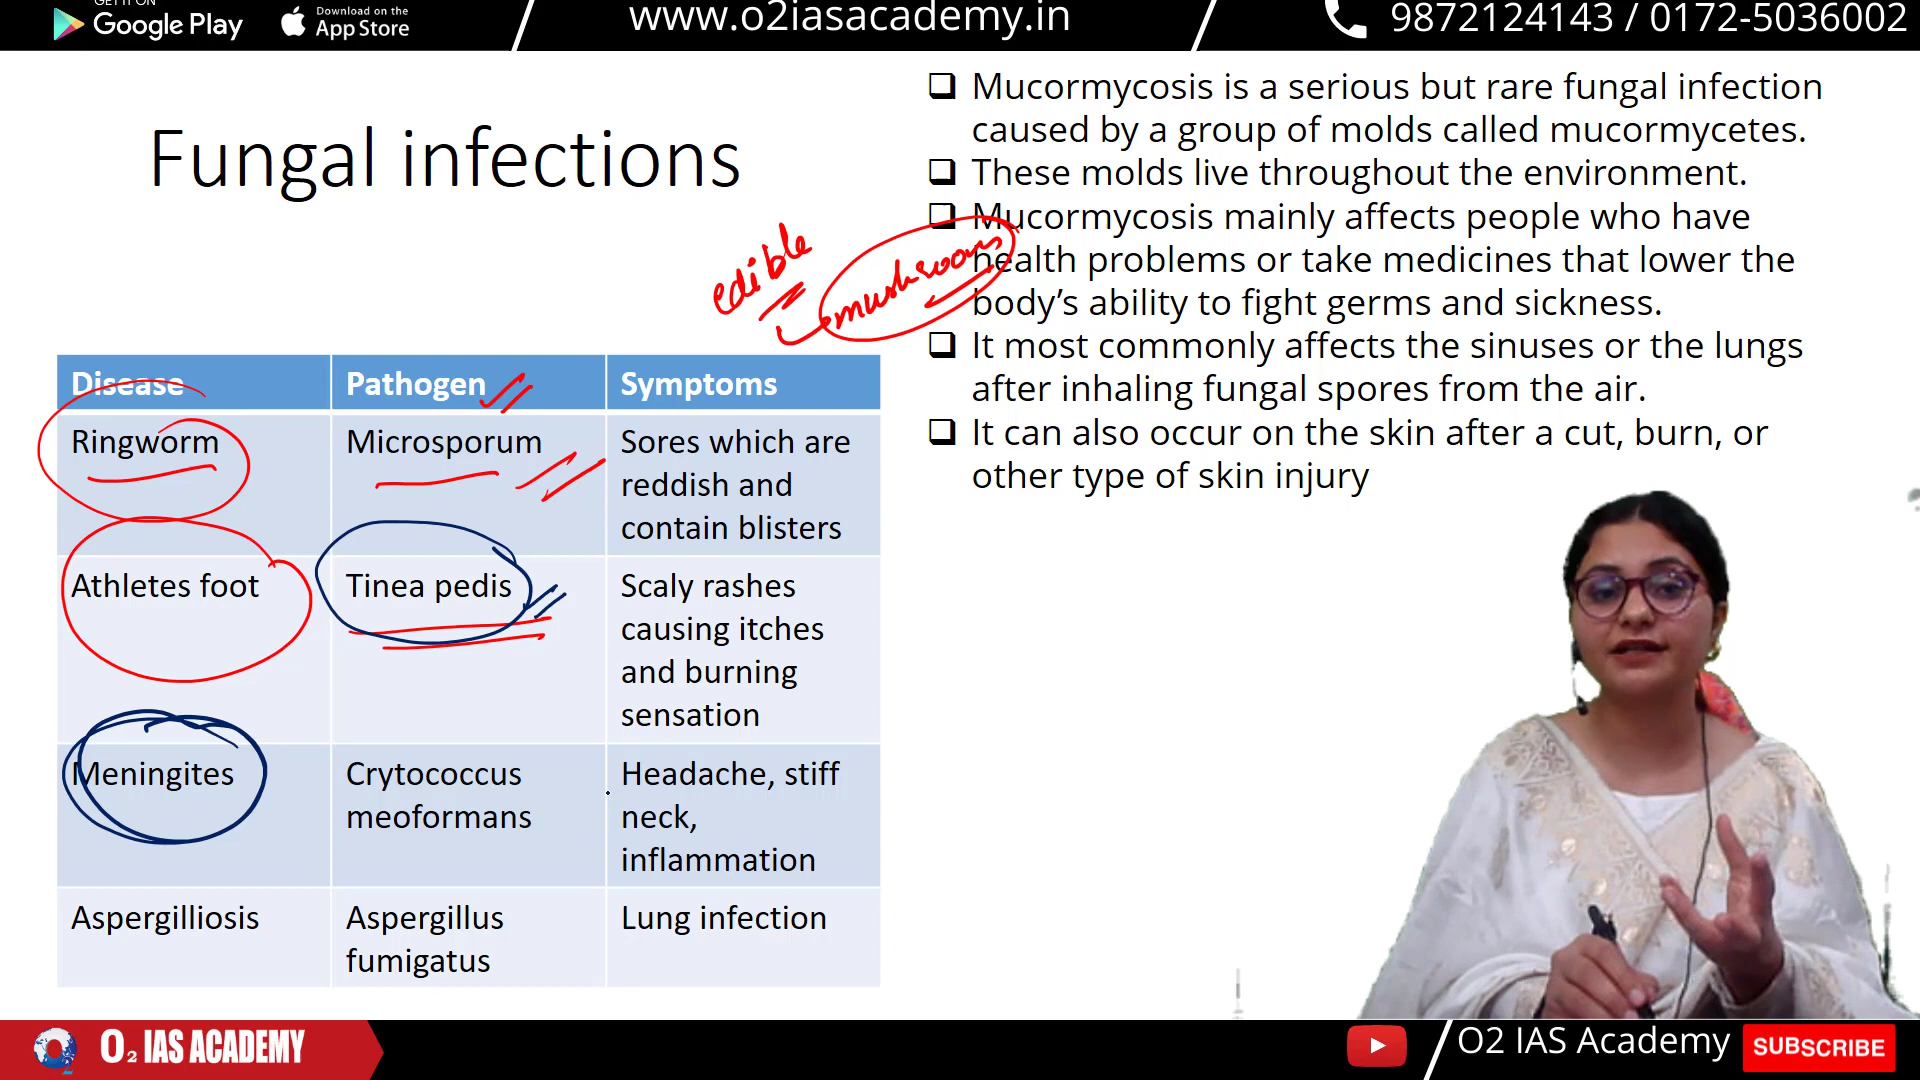 GET IT ON
Google Play
Download on the
App Store
www.o2iasacademy.in
9872124143 / 0172-5036002
Fungal infections
edible
mushrooms
Disease
Pathogen
Symptoms
Ringworm
Microsporum
Sores which are
reddish and
contain blisters
Athletes foot
Tinea pedis
Scaly rashes
causing itches
and burning
sensation
Meningites
Crytococcus
meoformans
Headache, stiff
neck,
inflammation
Aspergilliosis
Aspergillus
fumigatus
Lung infection
❑ Mucormycosis is a serious but rare fungal infection
caused by a group of molds called mucormycetes.
❑ These molds live throughout the environment.
❑ Mucormycosis mainly affects people who have
health problems or take medicines that lower the
body’s ability to fight germs and sickness.
❑ It most commonly affects the sinuses or the lungs
after inhaling fungal spores from the air.
❑ It can also occur on the skin after a cut, burn, or
other type of skin injury
O2 IAS ACADEMY
O2 IAS Academy
SUBSCRIBE